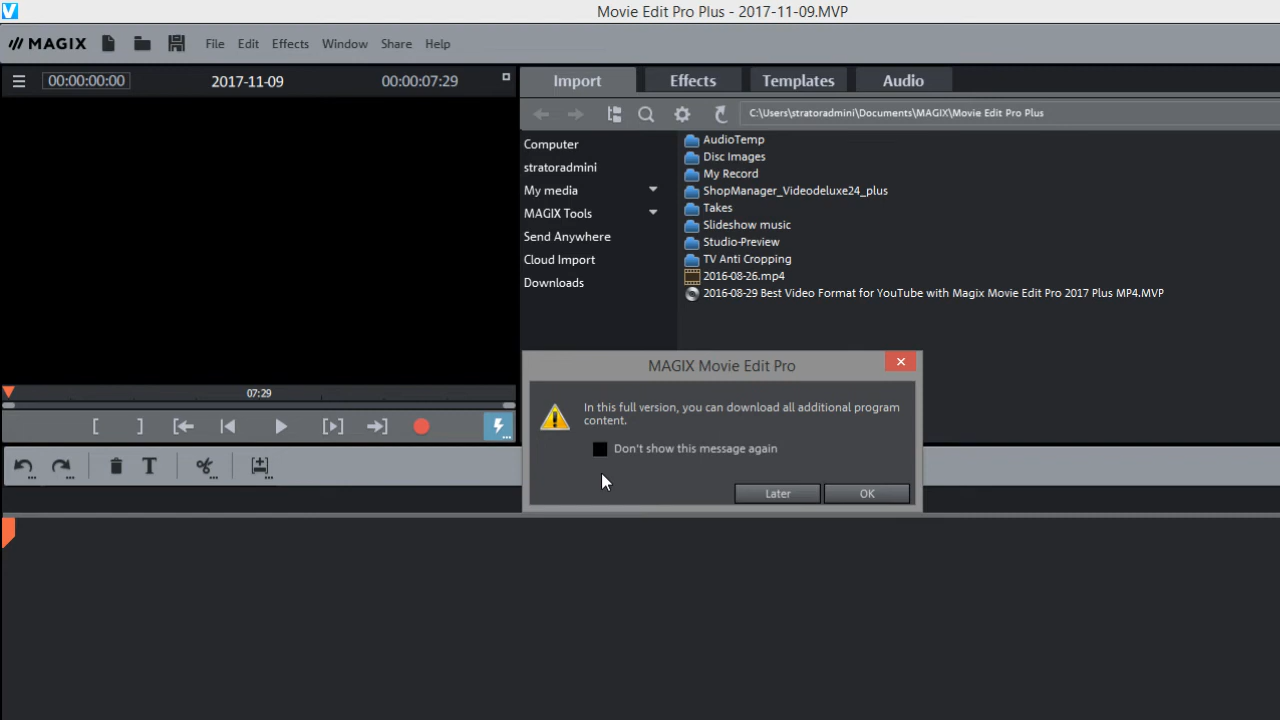 Movie Edit Pro Plus - 2017-11-09.MVP
MAGIX File Edit Effects Window Share Help
00:00:00:00 2017-11-09 00:00:07:29
Import Effects Templates Audio
C:\Users\stratoradmini\Documents\MAGIX\Movie Edit Pro Plus
Computer
stratoradmini
My media
MAGIX Tools
Send Anywhere
Cloud Import
Downloads
AudioTemp
Disc Images
My Record
ShopManager_Videodeluxe24_plus
Takes
Slideshow music
Studio-Preview
TV Anti Cropping
2016-08-26.mp4
2016-08-29 Best Video Format for YouTube with Magix Movie Edit Pro 2017 Plus MP4.MVP
07:29
MAGIX Movie Edit Pro
In this full version, you can download all additional program
content.
Don't show this message again
Later OK